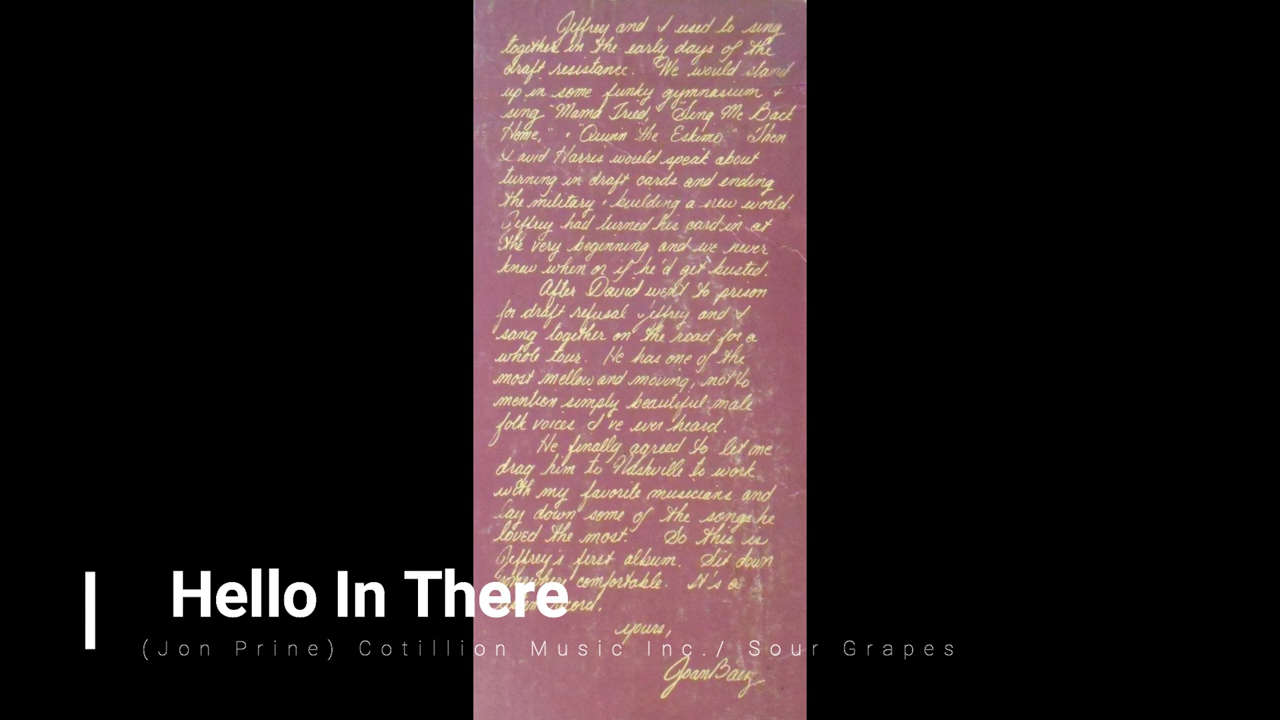 Jeffrey and I used to sing
together in the early days of the
draft resistance. We would stand
up in some funky gymnasium +
sing "Mama Tried," "Sing Me Back
Home," + "Quinn the Eskimo." Then
David Harris would speak about
turning in draft cards and ending
the military + building a new world.
Jeffrey had turned his card in at
the very beginning and we never
knew when or if he'd get busted.
After David went to prison
for draft refusal Jeffrey and I
sang together on the road for a
whole tour. He has one of the
most mellow and moving, not to
mention simply beautiful male
folk voices I've ever heard.
He finally agreed to let me
drag him to Nashville to work
with my favorite musicians and
lay down some of the songs he
loved the most. So this is
Jeffrey's first album. Sit down
somewhere comfortable. It's a
record.
Hello In There
yours,
(Jon Prine) Cotillion Music Inc./ Sour Grapes
Joan Baez